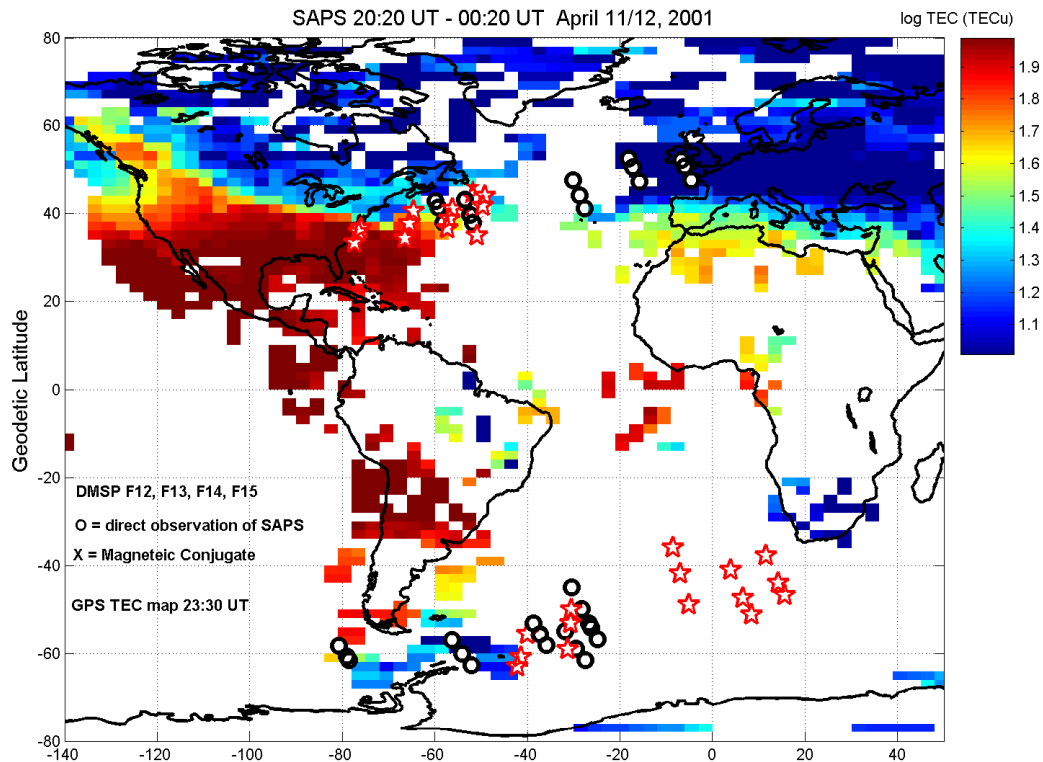 SAPS 20:20 UT - 00:20 UT April 11/12, 2001
log TEC (TECu)
80
60
40
20
0
-20
-40
-60
-80
Geodetic Latitude
1.9
1.8
1.7
1.6
1.5
1.4
1.3
1.2
1.1
DMSP F12, F13, F14, F15
O = direct observation of SAPS
X = Magneteic Conjugate
GPS TEC map 23:30 UT
-140 -120 -100 -80 -60 -40 -20 0 20 40